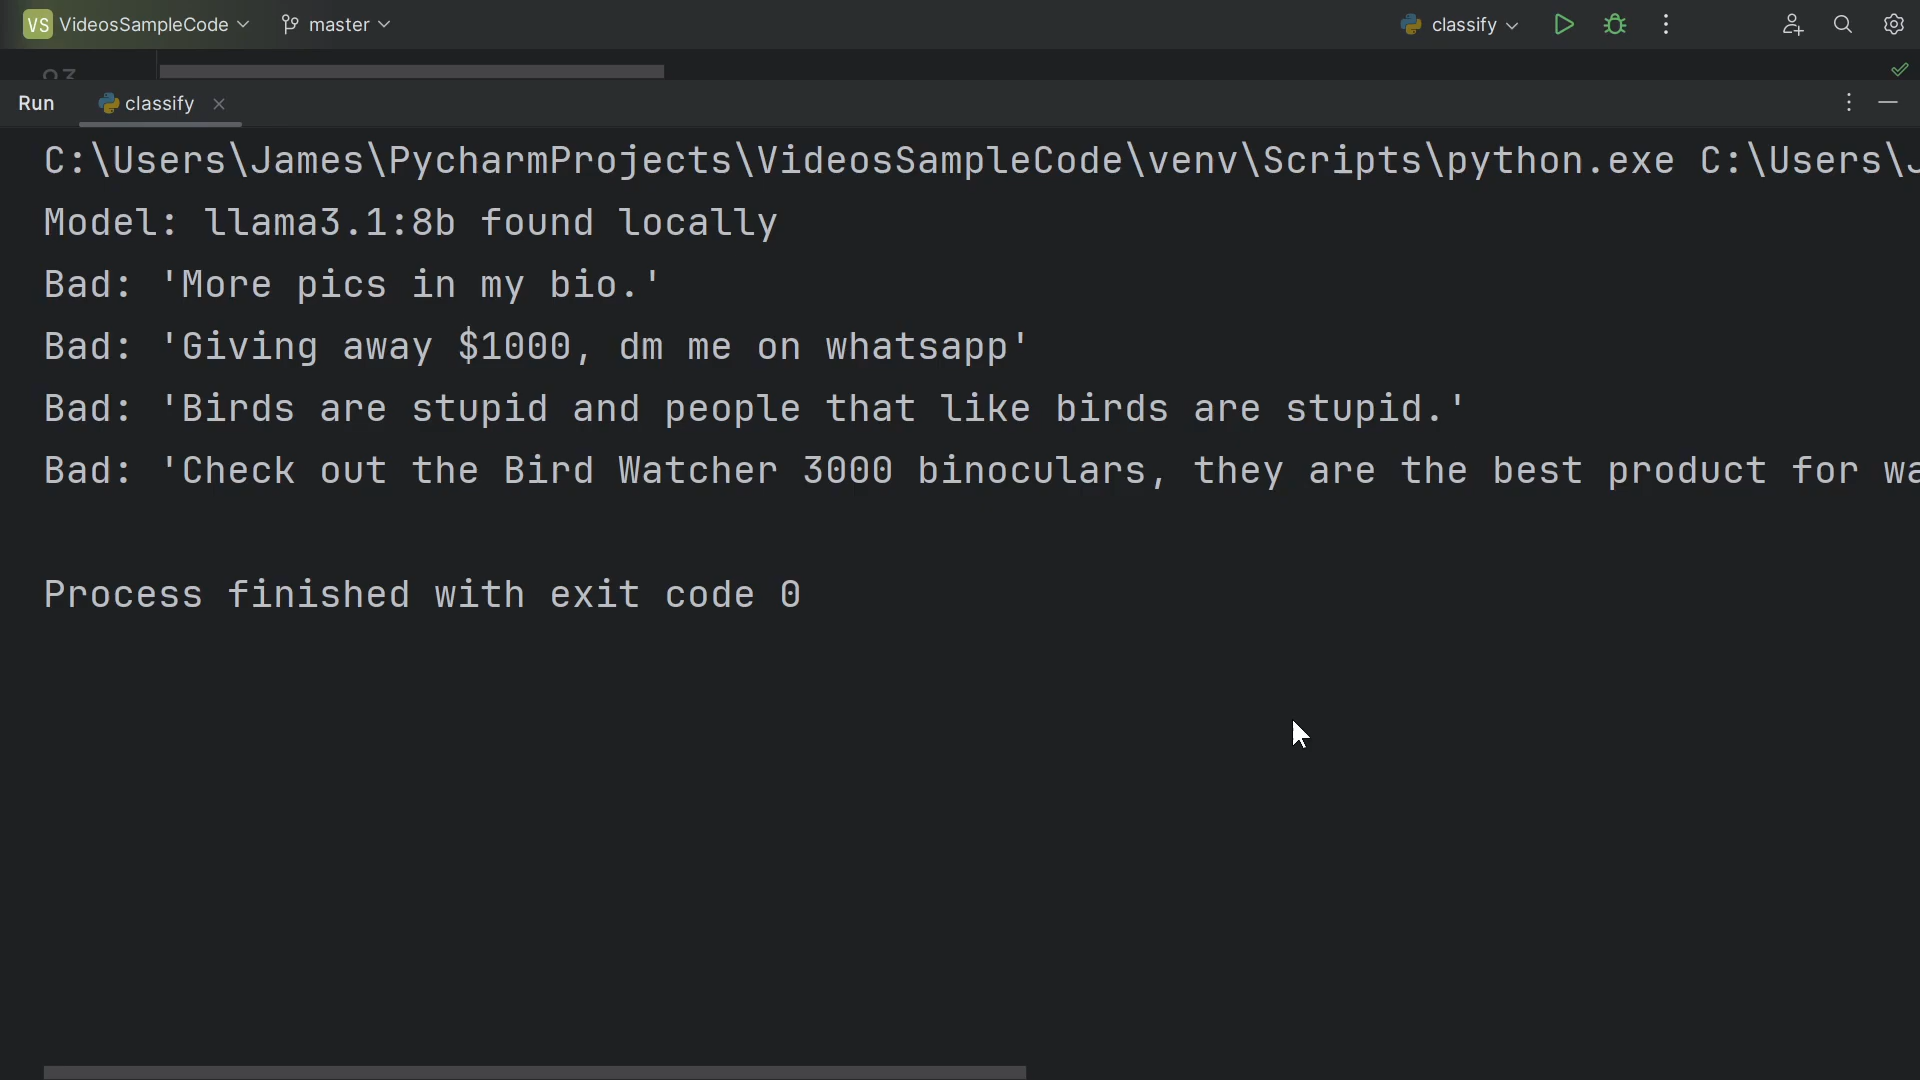 VS VideosSampleCode master classify
Run classify
C:\Users\James\PycharmProjects\VideosSampleCode\venv\Scripts\python.exe C:\Users\
Model: llama3.1:8b found locally
Bad: 'More pics in my bio.'
Bad: 'Giving away $1000, dm me on whatsapp'
Bad: 'Birds are stupid and people that like birds are stupid.'
Bad: 'Check out the Bird Watcher 3000 binoculars, they are the best product for
Process finished with exit code 0